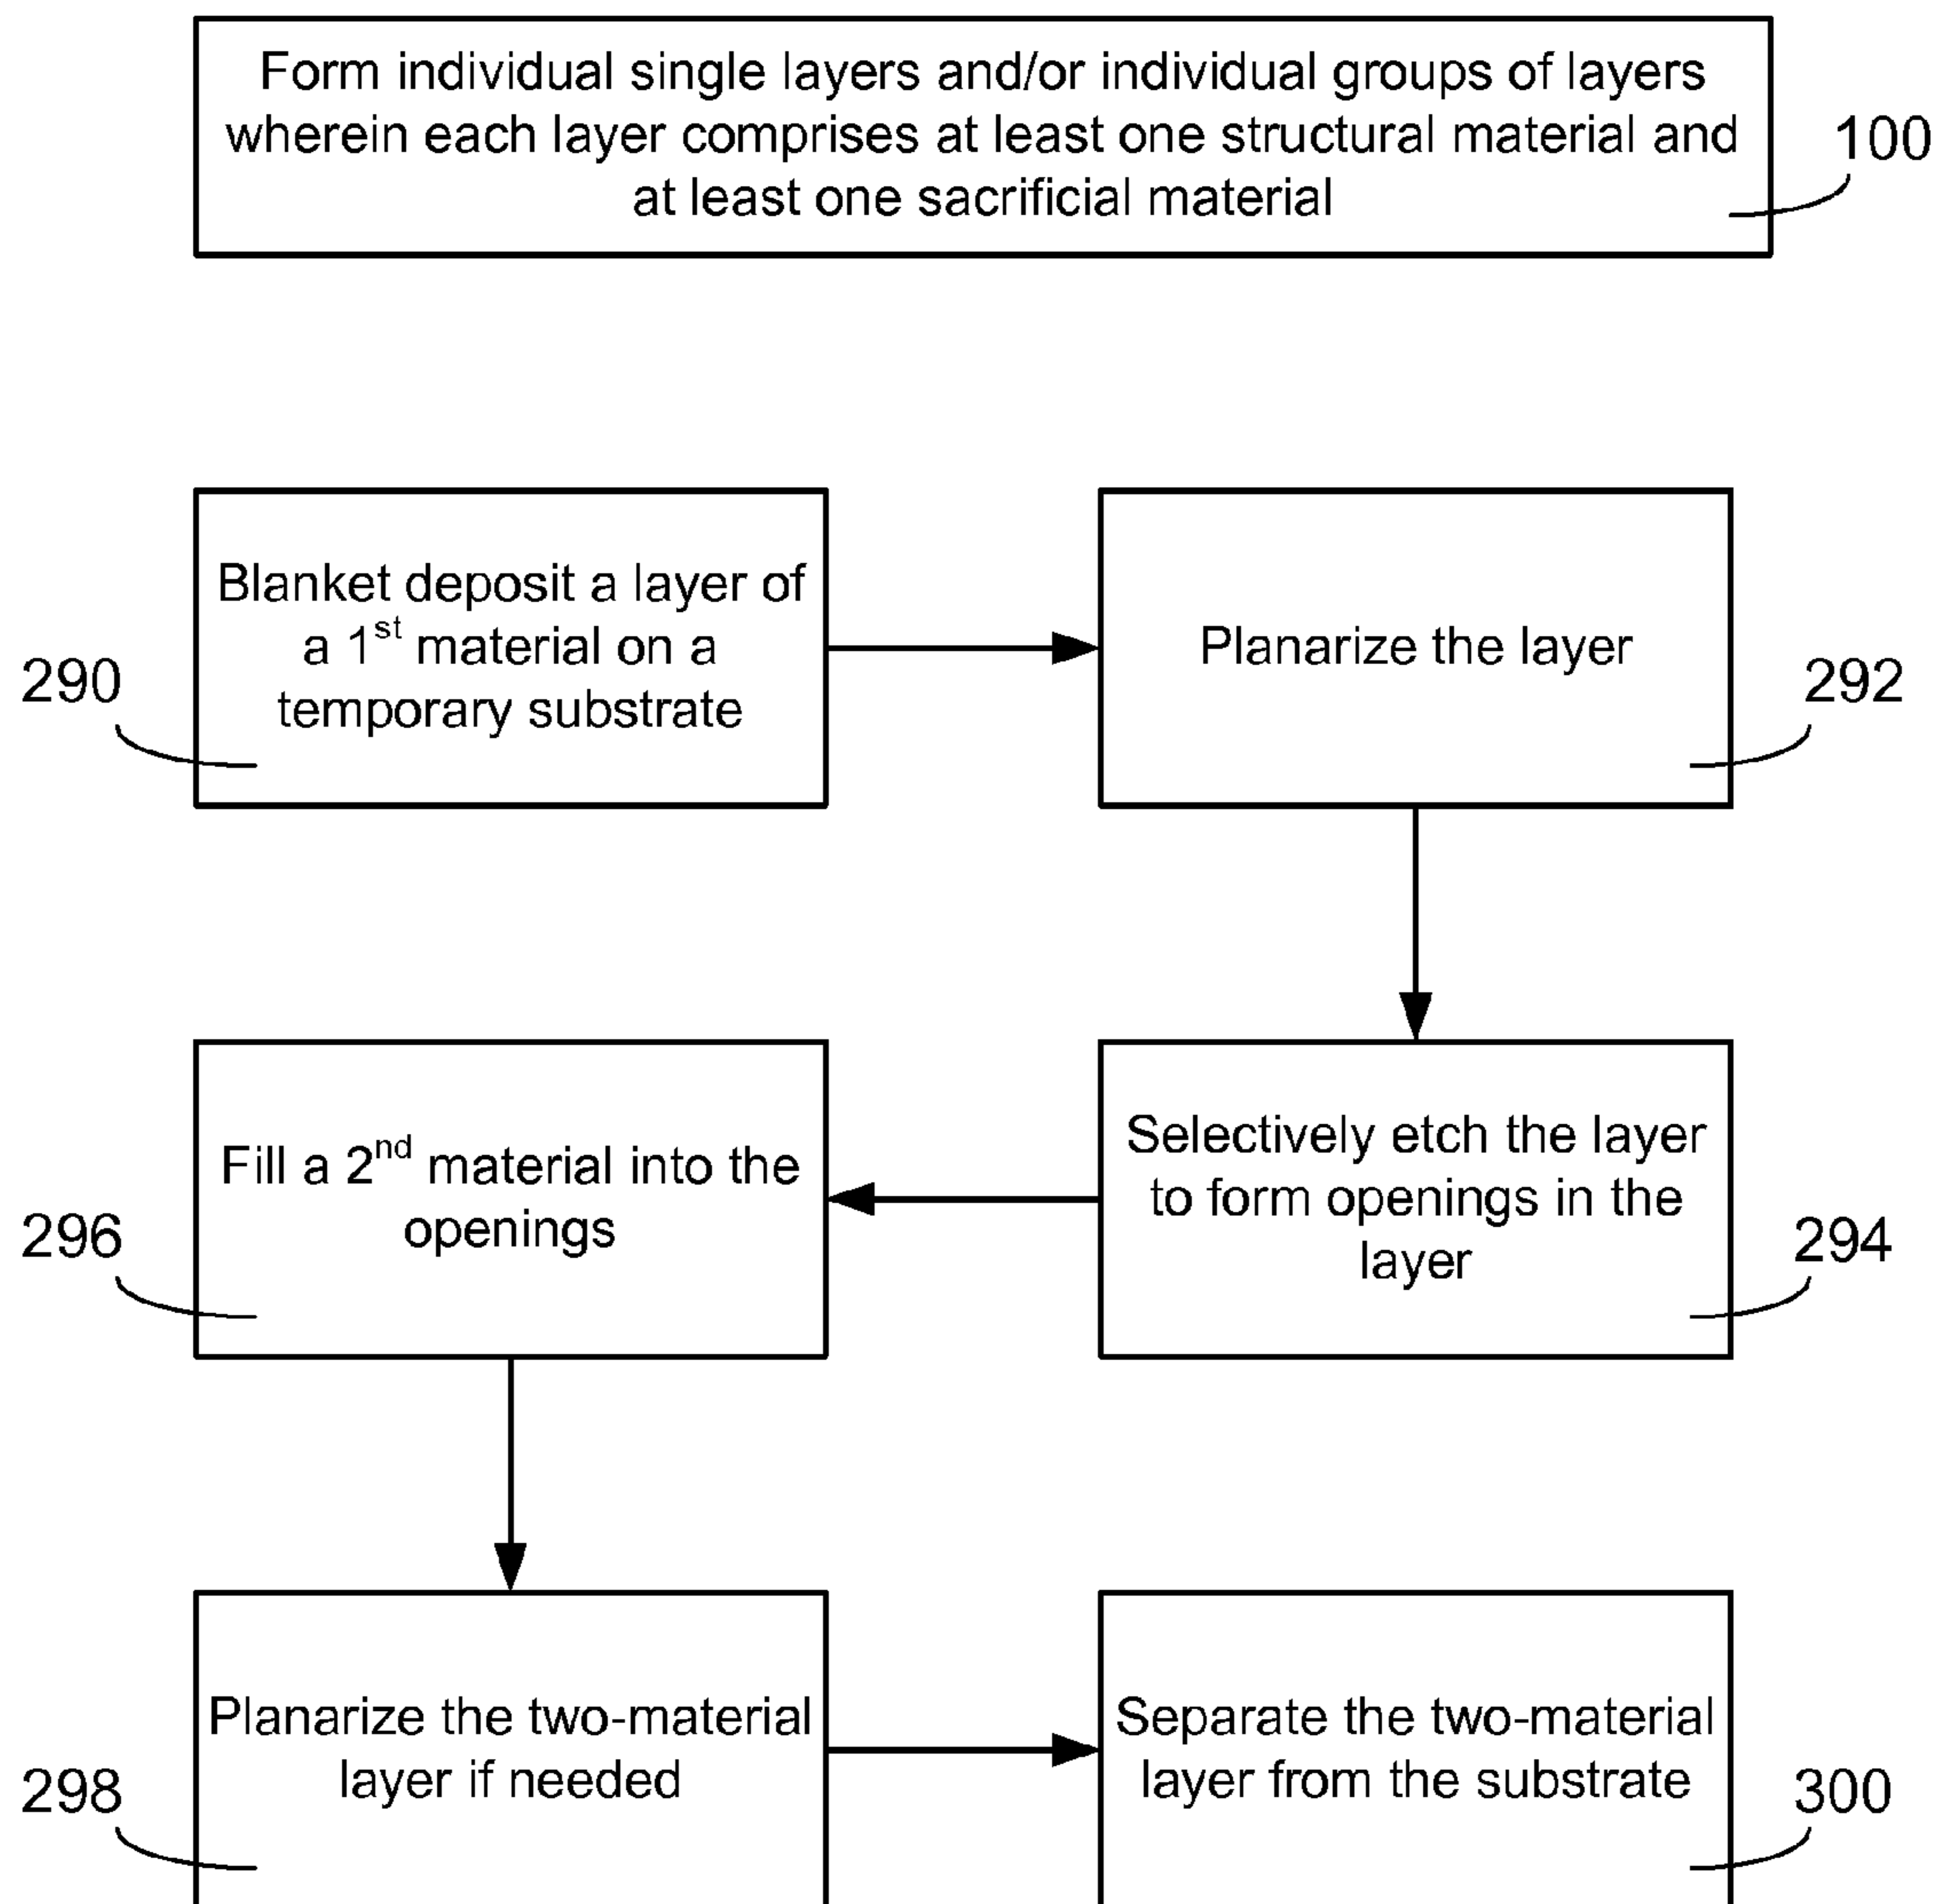 Form individual single layers and/or individual groups of layers
wherein each layer comprises at least one structural material and
at least one sacrificial material
100
Blanket deposit a layer of
a 1st material on a
temporary substrate
290
Planarize the layer
292
Selectively etch the layer
to form openings in the
layer
294
Fill a 2nd material into the
openings
296
Planarize the two-material
layer if needed
298
Separate the two-material
layer from the substrate
300